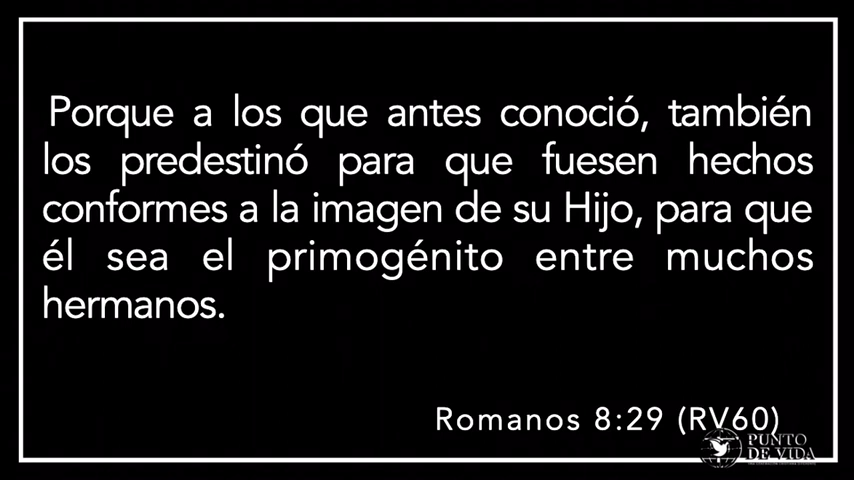 Porque a los que antes conoció, también
los predestinó para que fuesen hechos
conformes a la imagen de su Hijo, para que
él sea el primogénito entre muchos
hermanos.
Romanos 8:29 (RV60)
PUNTO
DE VIDA